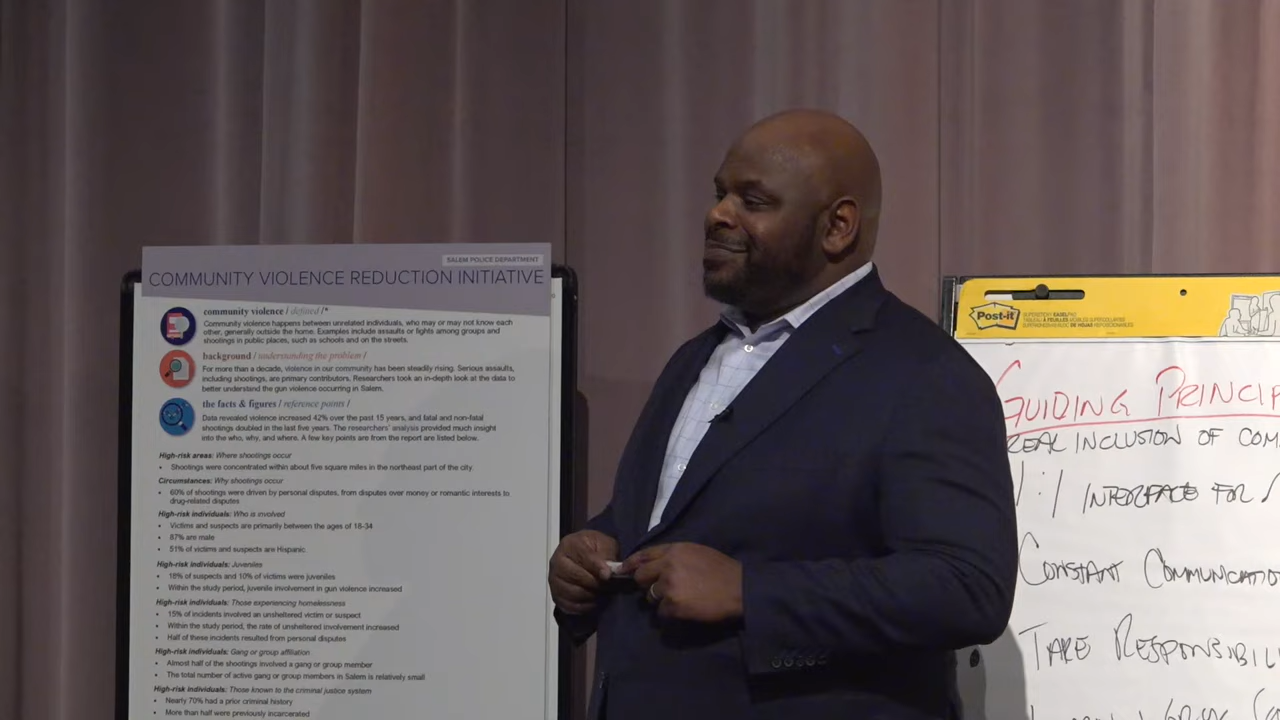 SALEM POLICE DEPARTMENT
COMMUNITY VIOLENCE REDUCTION INITIATIVE
community violence / defined /*
Community violence happens between unrelated individuals, who may or may not know each
other, generally outside the home. Examples include assaults or fights among groups and
shootings in public places, such as schools and on the streets.
background / understanding the problem /
For more than a decade, violence in our community has been steadily rising. Serious assaults,
including shootings, are primary contributors. Researchers took an in-depth look at the data to
better understand the gun violence occurring in Salem.
the facts & figures / reference points /
Data revealed violence increased 42% over the past 15 years, and fatal and non-fatal
shootings doubled in the last five years. The researchers' analysis provided much insight
into the who, why, and where. A few key points are from the report are listed below.
High-risk areas: Where shootings occur
• Shootings were concentrated within about five square miles in the northeast part of the city.
Circumstances: Why shootings occur
• 60% of shootings were driven by personal disputes, from disputes over money or romantic interests to
drug-related disputes
High-risk individuals: Who is involved
• Victims and suspects are primarily between the ages of 18-34
• 87% are male
• 51% of victims and suspects are Hispanic.
High-risk individuals: Juveniles
• 18% of suspects and 10% of victims were juveniles
• Within the study period, juvenile involvement in gun violence increased
High-risk individuals: Those experiencing homelessness
• 15% of incidents involved an unsheltered victim or suspect
• Within the study period, the rate of unsheltered involvement increased
• Half of these incidents resulted from personal disputes
High-risk individuals: Gang or group affiliation
• Almost half of the shootings involved a gang or group member
• The total number of active gang or group members in Salem is relatively small
High-risk individuals: Those known to the criminal justice system
• Nearly 70% had a prior criminal history
• More than half were previously incarcerated
Post-it
GUIDING PRINCIP
REAL INCLUSION OF COM
1:1 INTERFACE FOR
CONSTANT COMMUNICATIO
TAKE RESPONSIBIL